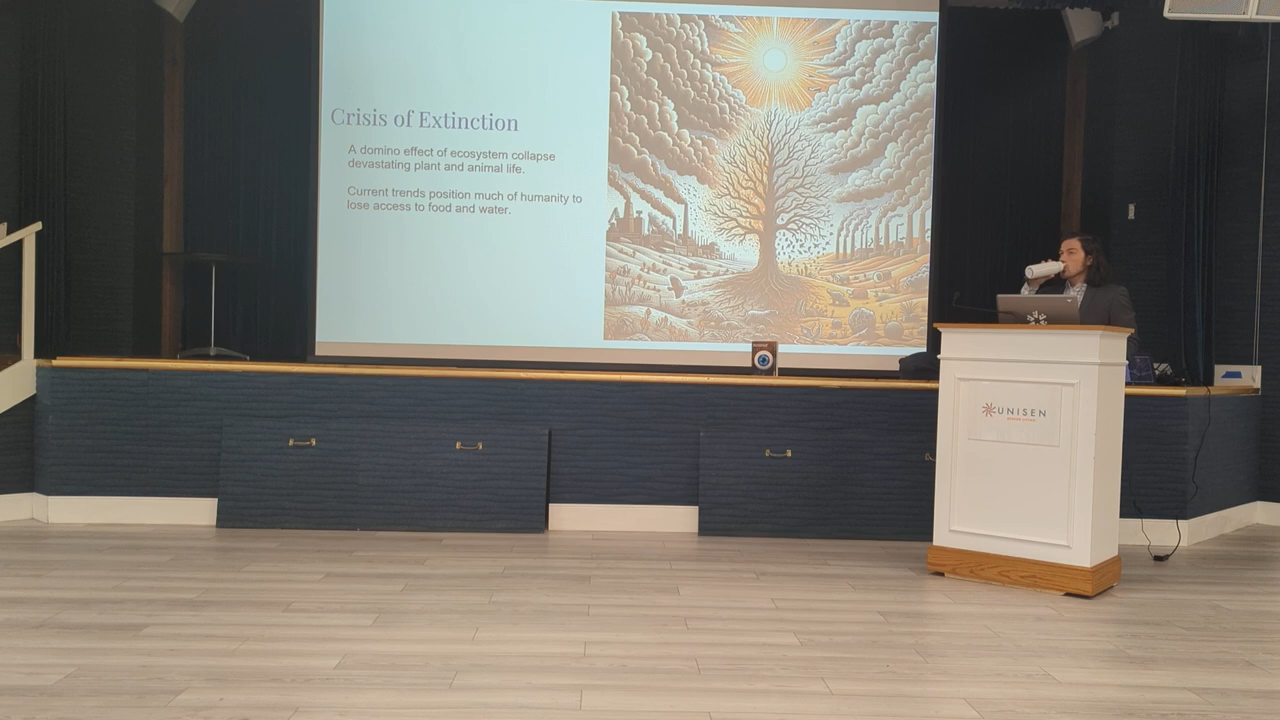 Crisis of Extinction
A domino effect of ecosystem collapse
devastating plant and animal life.
Current trends position much of humanity to
lose access to food and water.
UNISEN